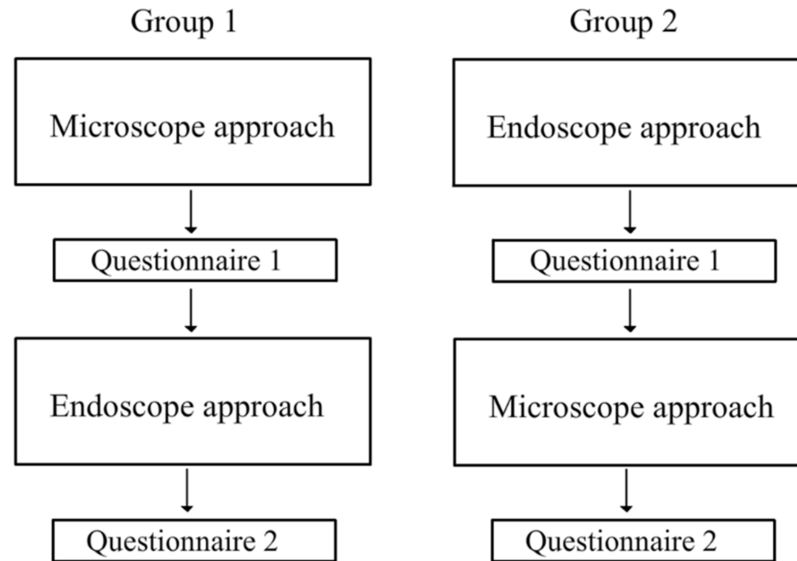 Group 1
Microscope approach
Questionnaire 1
Endoscope approach
Questionnaire 2
Group 2
Endoscope approach
Questionnaire 1
Microscope approach
Questionnaire 2